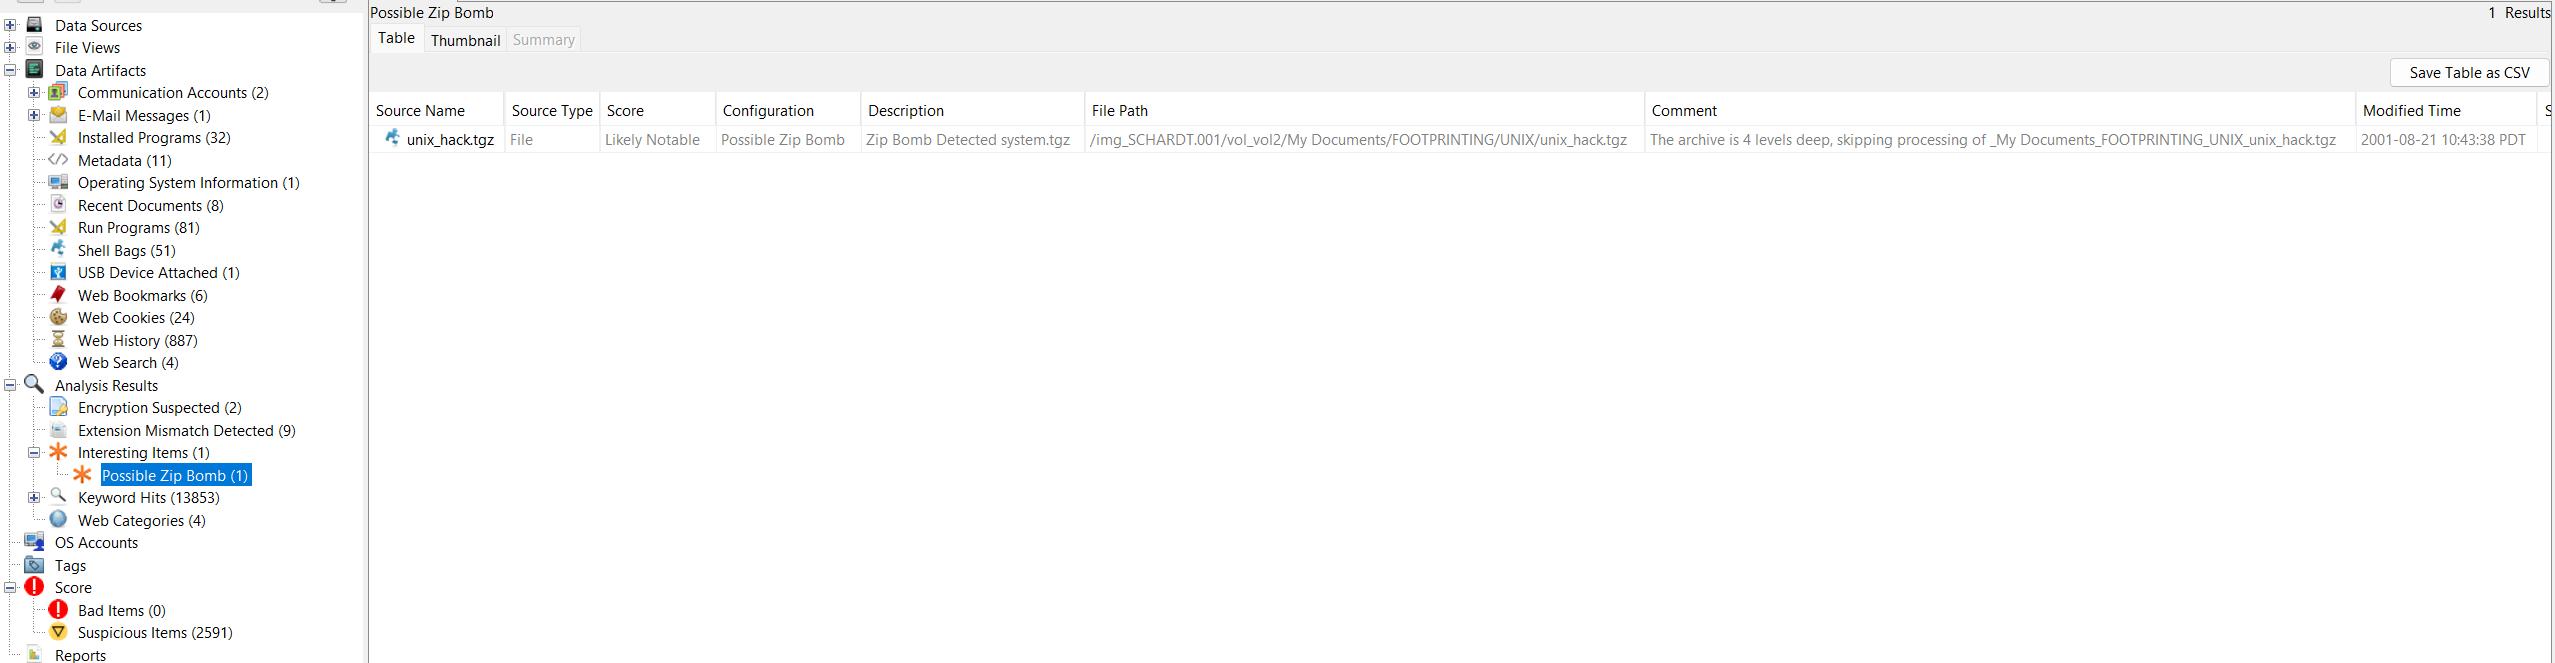 Data Sources
File Views
Data Artifacts
Communication Accounts (2)
E-Mail Messages (1)
Installed Programs (32)
Metadata (11)
Operating System Information (1)
Recent Documents (8)
Run Programs (81)
Shell Bags (51)
USB Device Attached (1)
Web Bookmarks (6)
Web Cookies (24)
Web History (887)
Web Search (4)
Analysis Results
Encryption Suspected (2)
Extension Mismatch Detected (9)
Interesting Items (1)
Possible Zip Bomb (1)
Keyword Hits (13853)
Web Categories (4)
OS Accounts
Tags
Score
Bad Items (0)
Suspicious Items (2591)
Reports
Possible Zip Bomb 1 Results
Table Thumbnail Summary
Save Table as CSV
Source Name Source Type Score Configuration Description File Path Comment Modified Time S
unix_hack.tgz File Likely Notable Possible Zip Bomb Zip Bomb Detected system.tgz /img_SCHARDT.001/vol_vol2/My Documents/FOOTPRINTING/UNIX/unix_hack.tgz The archive is 4 levels deep, skipping processing of _My Documents_FOOTPRINTING_UNIX_unix_hack.tgz 2001-08-21 10:43:38 PDT